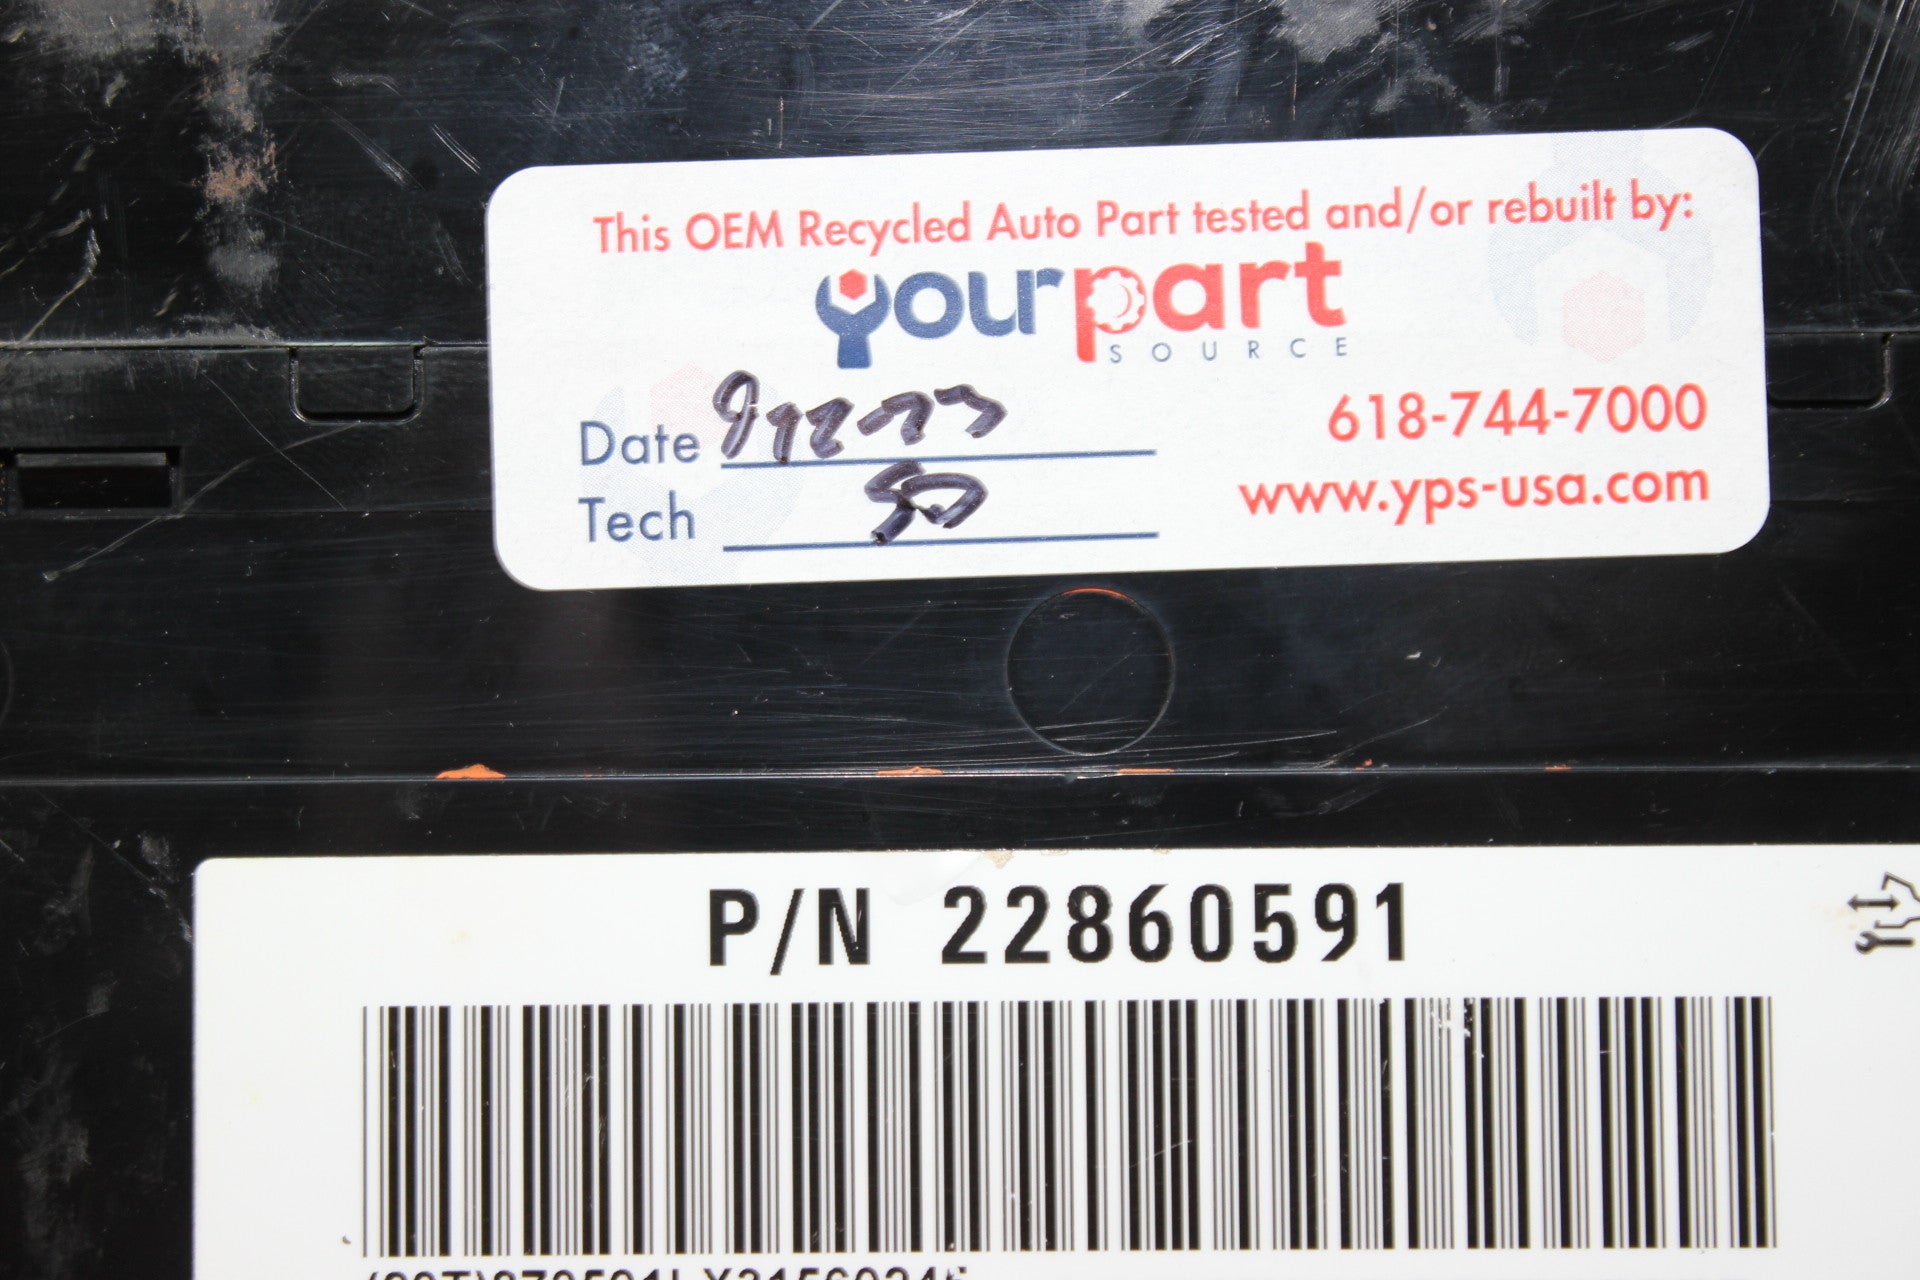 This OEM Recycled Auto Part tested and/or rebuilt by:
yourpart
SOURCE
Date
618-744-7000
Tech
www.yps-usa.com
P/N 22860591